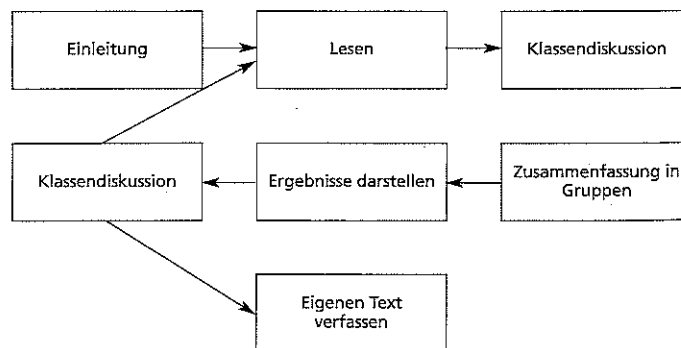 Einleitung
Lesen
Klassendiskussion
Klassendiskussion
Ergebnisse darstellen
Zusammenfassung in
Gruppen
Eigenen Text
verfassen